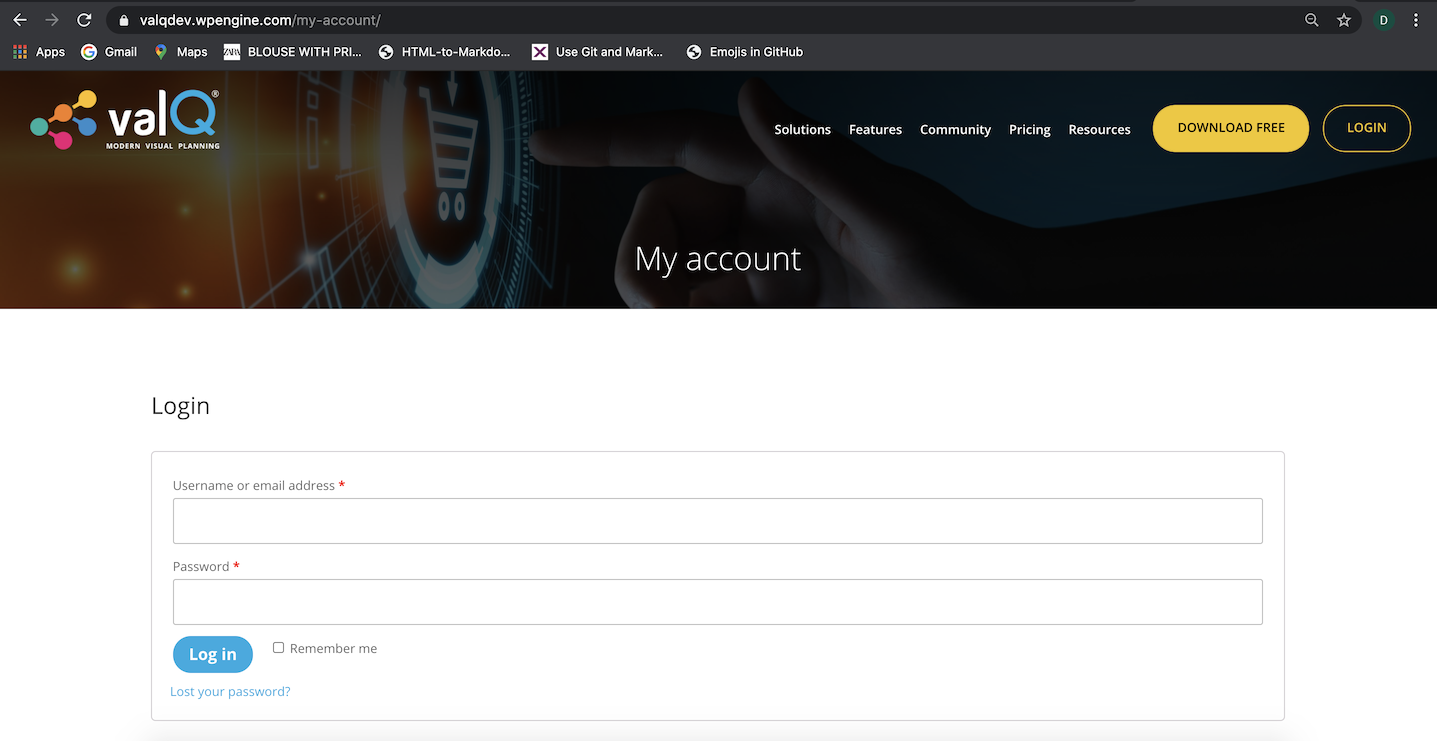 valqdev.wpengine.com/my-account/
D
Apps Gmail Maps ZARA BLOUSE WITH PRI... HTML-to-Markdo... Use Git and Mark... Emojis in GitHub
valQ®
MODERN VISUAL PLANNING
Solutions Features Community Pricing Resources DOWNLOAD FREE LOGIN
My account
Login
Username or email address *
Password *
Log in Remember me
Lost your password?